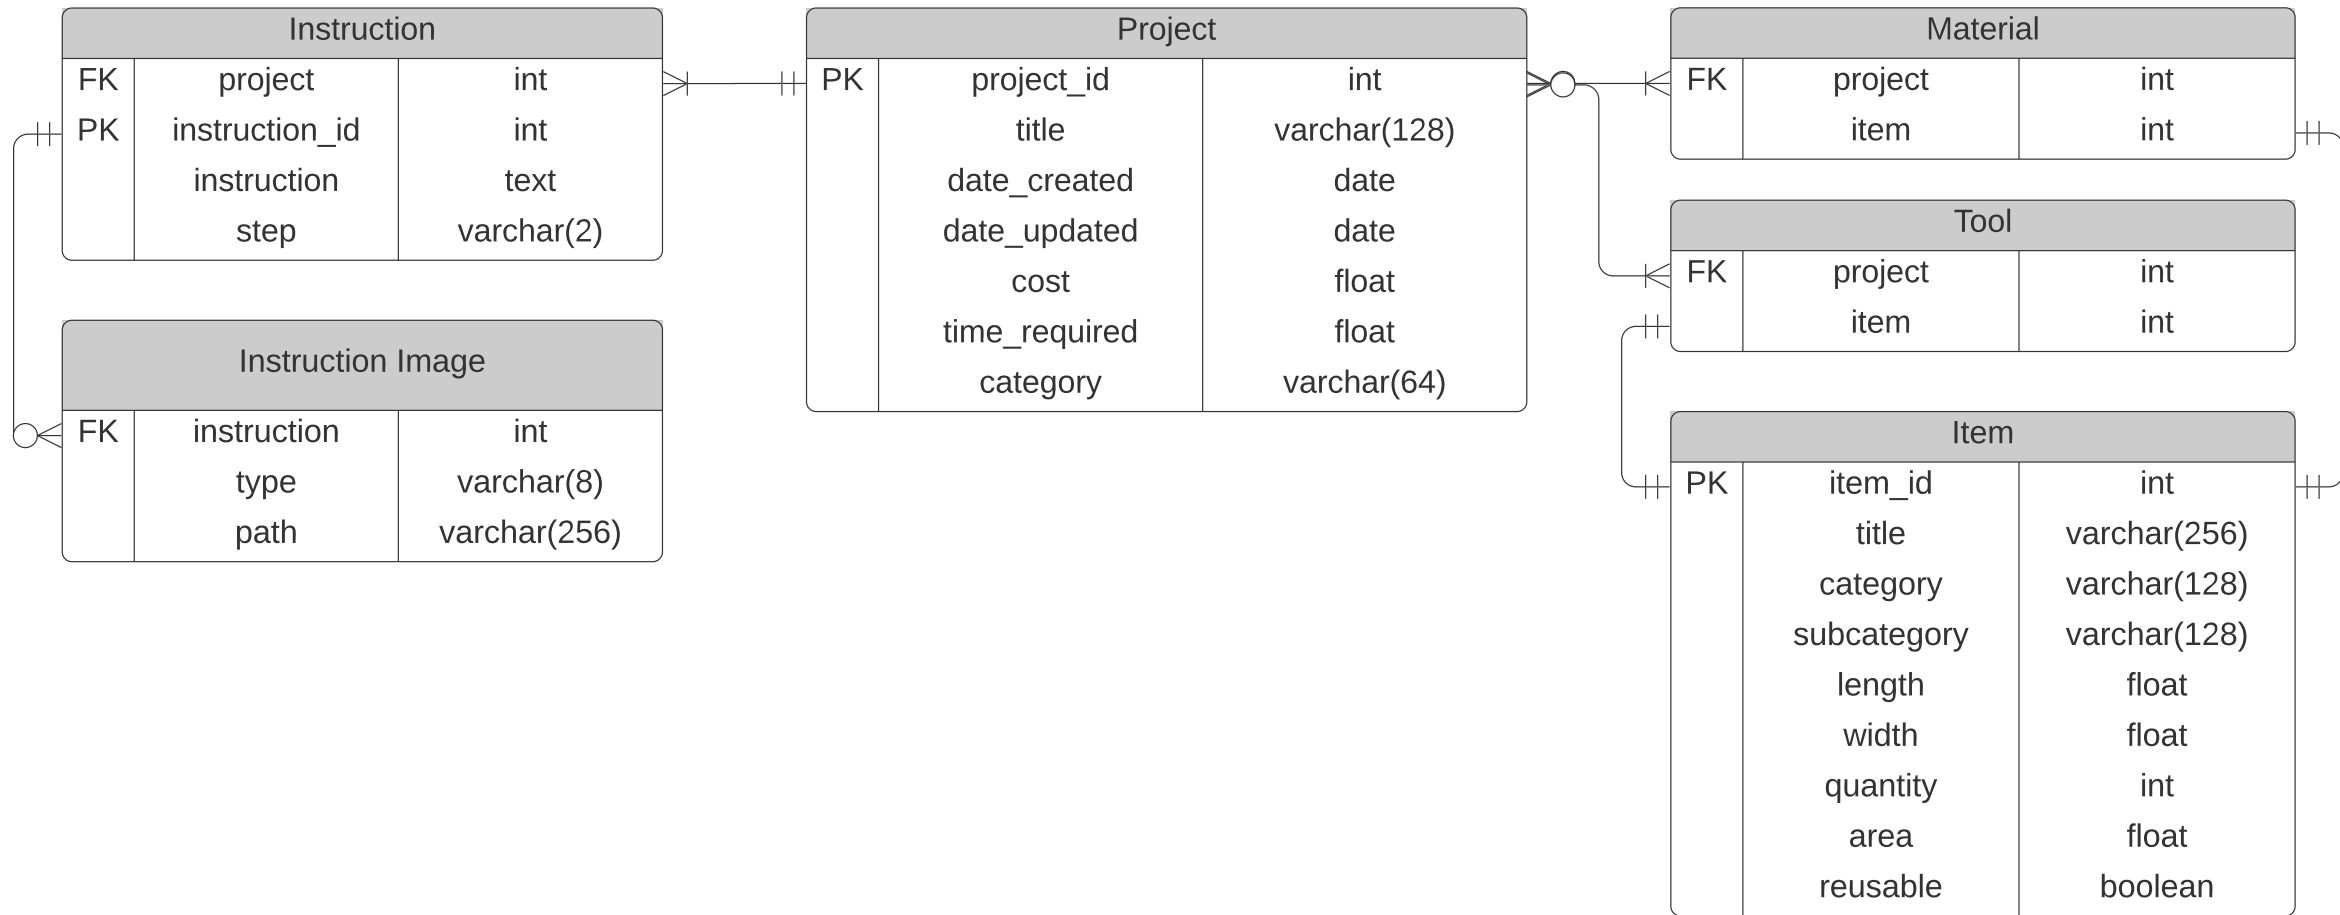 Instruction
FK project int
PK instruction_id int
instruction text
step varchar(2)
Instruction Image
FK instruction int
type varchar(8)
path varchar(256)
Project
PK project_id int
title varchar(128)
date_created date
date_updated date
cost float
time_required float
category varchar(64)
Material
FK project int
item int
Tool
FK project int
item int
Item
PK item_id int
title varchar(256)
category varchar(128)
subcategory varchar(128)
length float
width float
quantity int
area float
reusable boolean